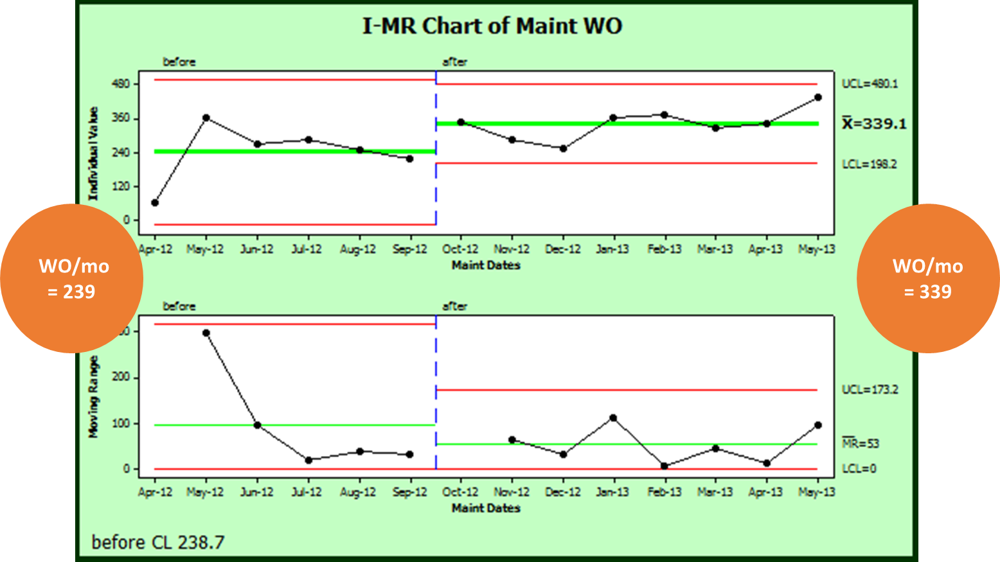 I-MR Chart of Maint WO
before after
480
360
240
120
0
Individual Value
UCL=480.1
X̅=339.1
LCL=198.2
Apr-12 May-12 Jun-12 Jul-12 Aug-12 Sep-12 Oct-12 Nov-12 Dec-12 Jan-13 Feb-13 Mar-13 Apr-13 May-13
Maint Dates
WO/mo
= 239
WO/mo
= 339
before after
200
100
0
Moving Range
UCL=173.2
M̅R̅=53
LCL=0
Apr-12 May-12 Jun-12 Jul-12 Aug-12 Sep-12 Oct-12 Nov-12 Dec-12 Jan-13 Feb-13 Mar-13 Apr-13 May-13
Maint Dates
before CL 238.7